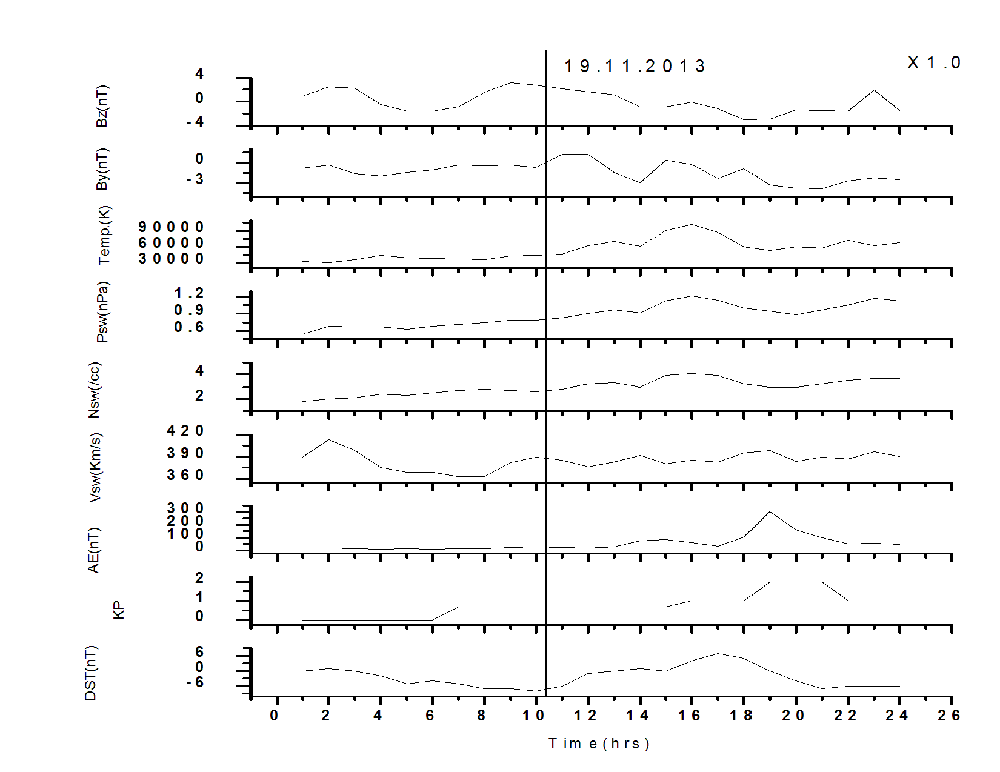 19.11.2013
X1.0
Bz(nT)
4
0
-4
By(nT)
0
-3
Temp.(K)
90000
60000
30000
Psw(nPa)
1.2
0.9
0.6
Nsw(/cc)
4
2
Vsw(Km/s)
420
390
360
AE(nT)
300
200
100
0
KP
2
1
0
DST(nT)
6
0
-6
0 2 4 6 8 10 12 14 16 18 20 22 24 26
Time(hrs)